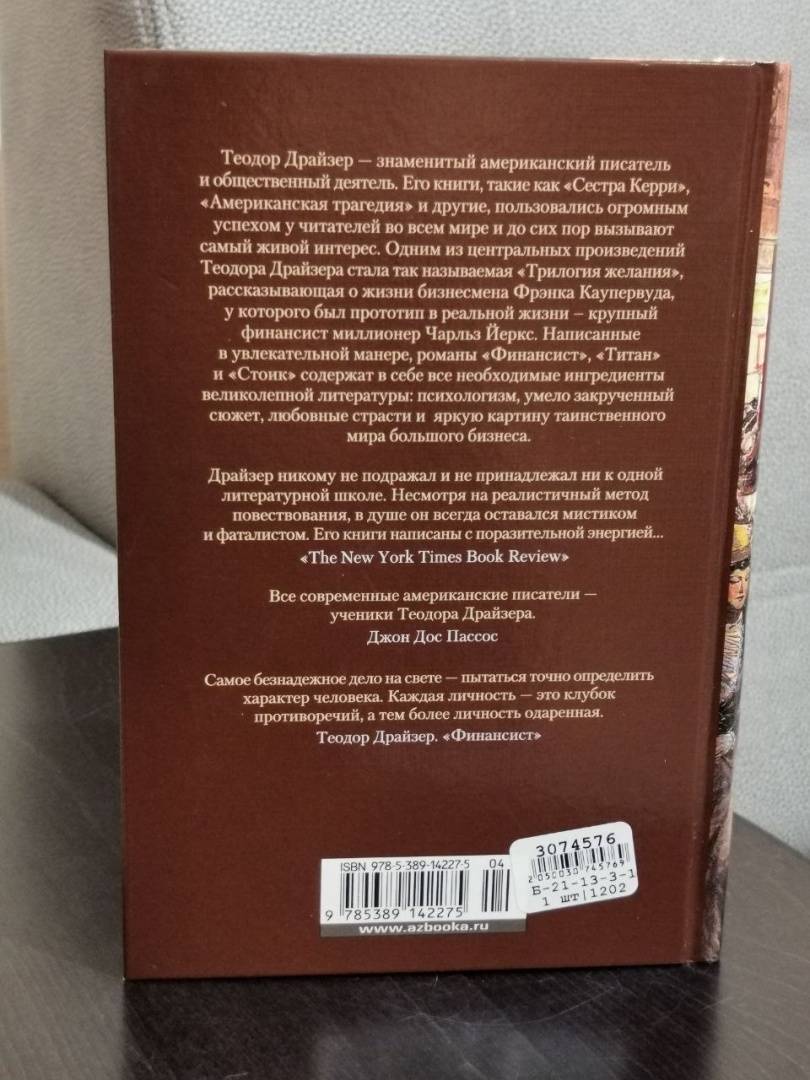 Теодор Драйзер — знаменитый американский писатель
и общественный деятель. Его книги, такие как «Сестра Керри»,
«Американская трагедия» и другие, пользовались огромным
успехом у читателей во всем мире и до сих пор вызывают
самый живой интерес. Одним из центральных произведений
Теодора Драйзера стала так называемая «Трилогия желания»,
рассказывающая о жизни бизнесмена Фрэнка Каупервуда,
у которого был прототип в реальной жизни — крупный
финансист миллионер Чарльз Йеркс. Написанные
в увлекательной манере, романы «Финансист», «Титан»
и «Стоик» содержат в себе все необходимые ингредиенты
великолепной литературы: психологизм, умело закрученный
сюжет, любовные страсти и яркую картину таинственного
мира большого бизнеса.
Драйзер никому не подражал и не принадлежал ни к одной
литературной школе. Несмотря на реалистичный метод
повествования, в душе он всегда оставался мистиком
и фаталистом. Его книги написаны с поразительной энергией...
«The New York Times Book Review»
Все современные американские писатели —
ученики Теодора Драйзера.
Джон Дос Пассос
Самое безнадежное дело на свете — пытаться точно определить
характер человека. Каждая личность — это клубок
противоречий, а тем более личность одаренная.
Теодор Драйзер. «Финансист»
ISBN 978-5-389-14227-5 04
9 785389 142275
www.azbooka.ru
3074576
2 050030 745769
Б-21-13-3-1
1 шт|1202